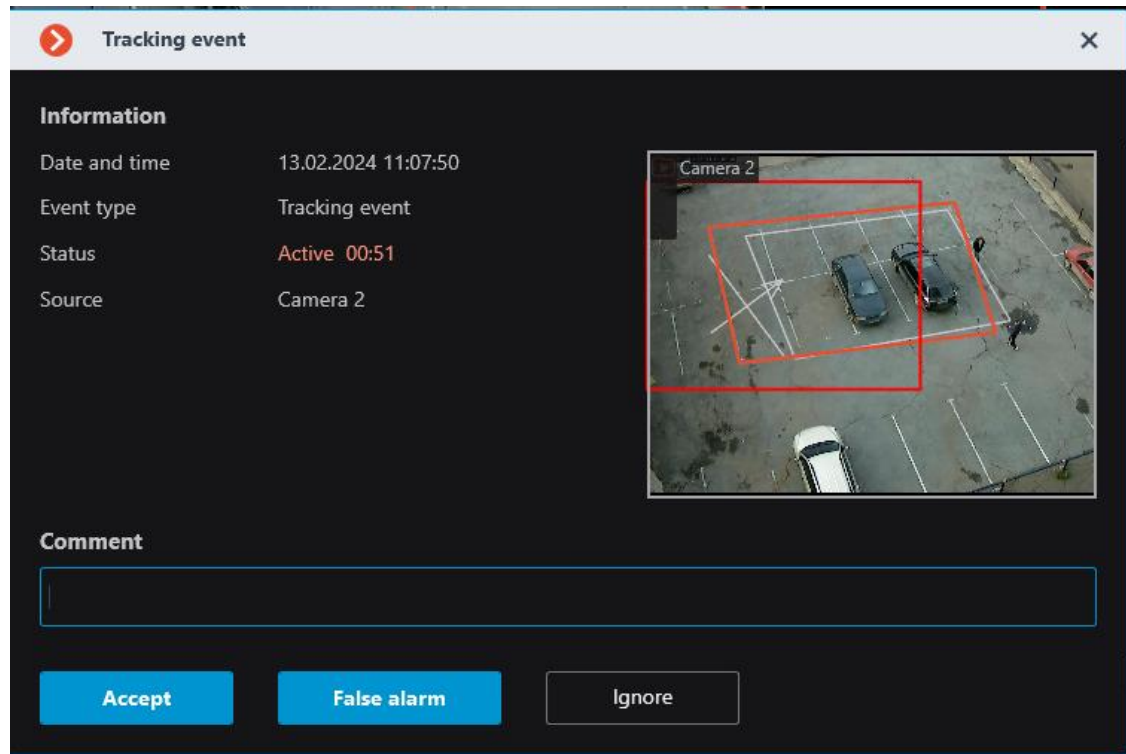 Tracking event
Information
Date and time 13.02.2024 11:07:50
Event type Tracking event
Status Active 00:51
Source Camera 2
Camera 2
Comment
Accept False alarm Ignore